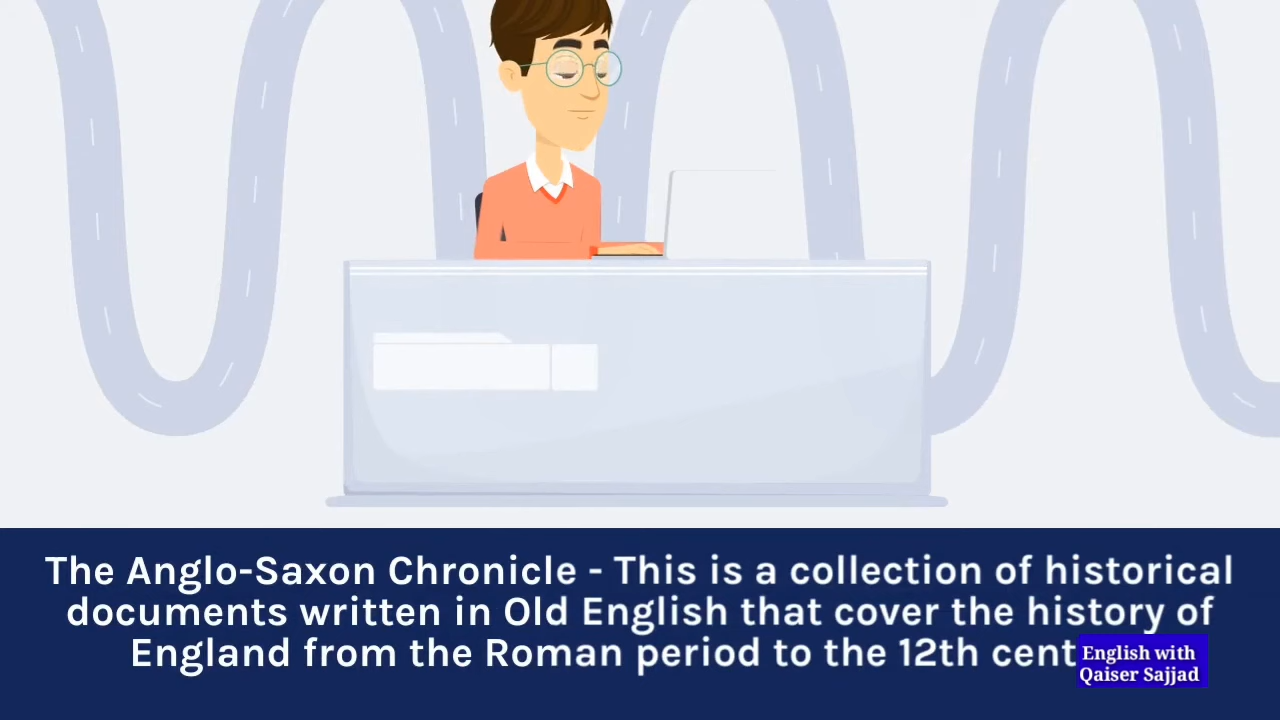 The Anglo-Saxon Chronicle - This is a collection of historical
documents written in Old English that cover the history of
England from the Roman period to the 12th cent
English with
Qaiser Sajjad